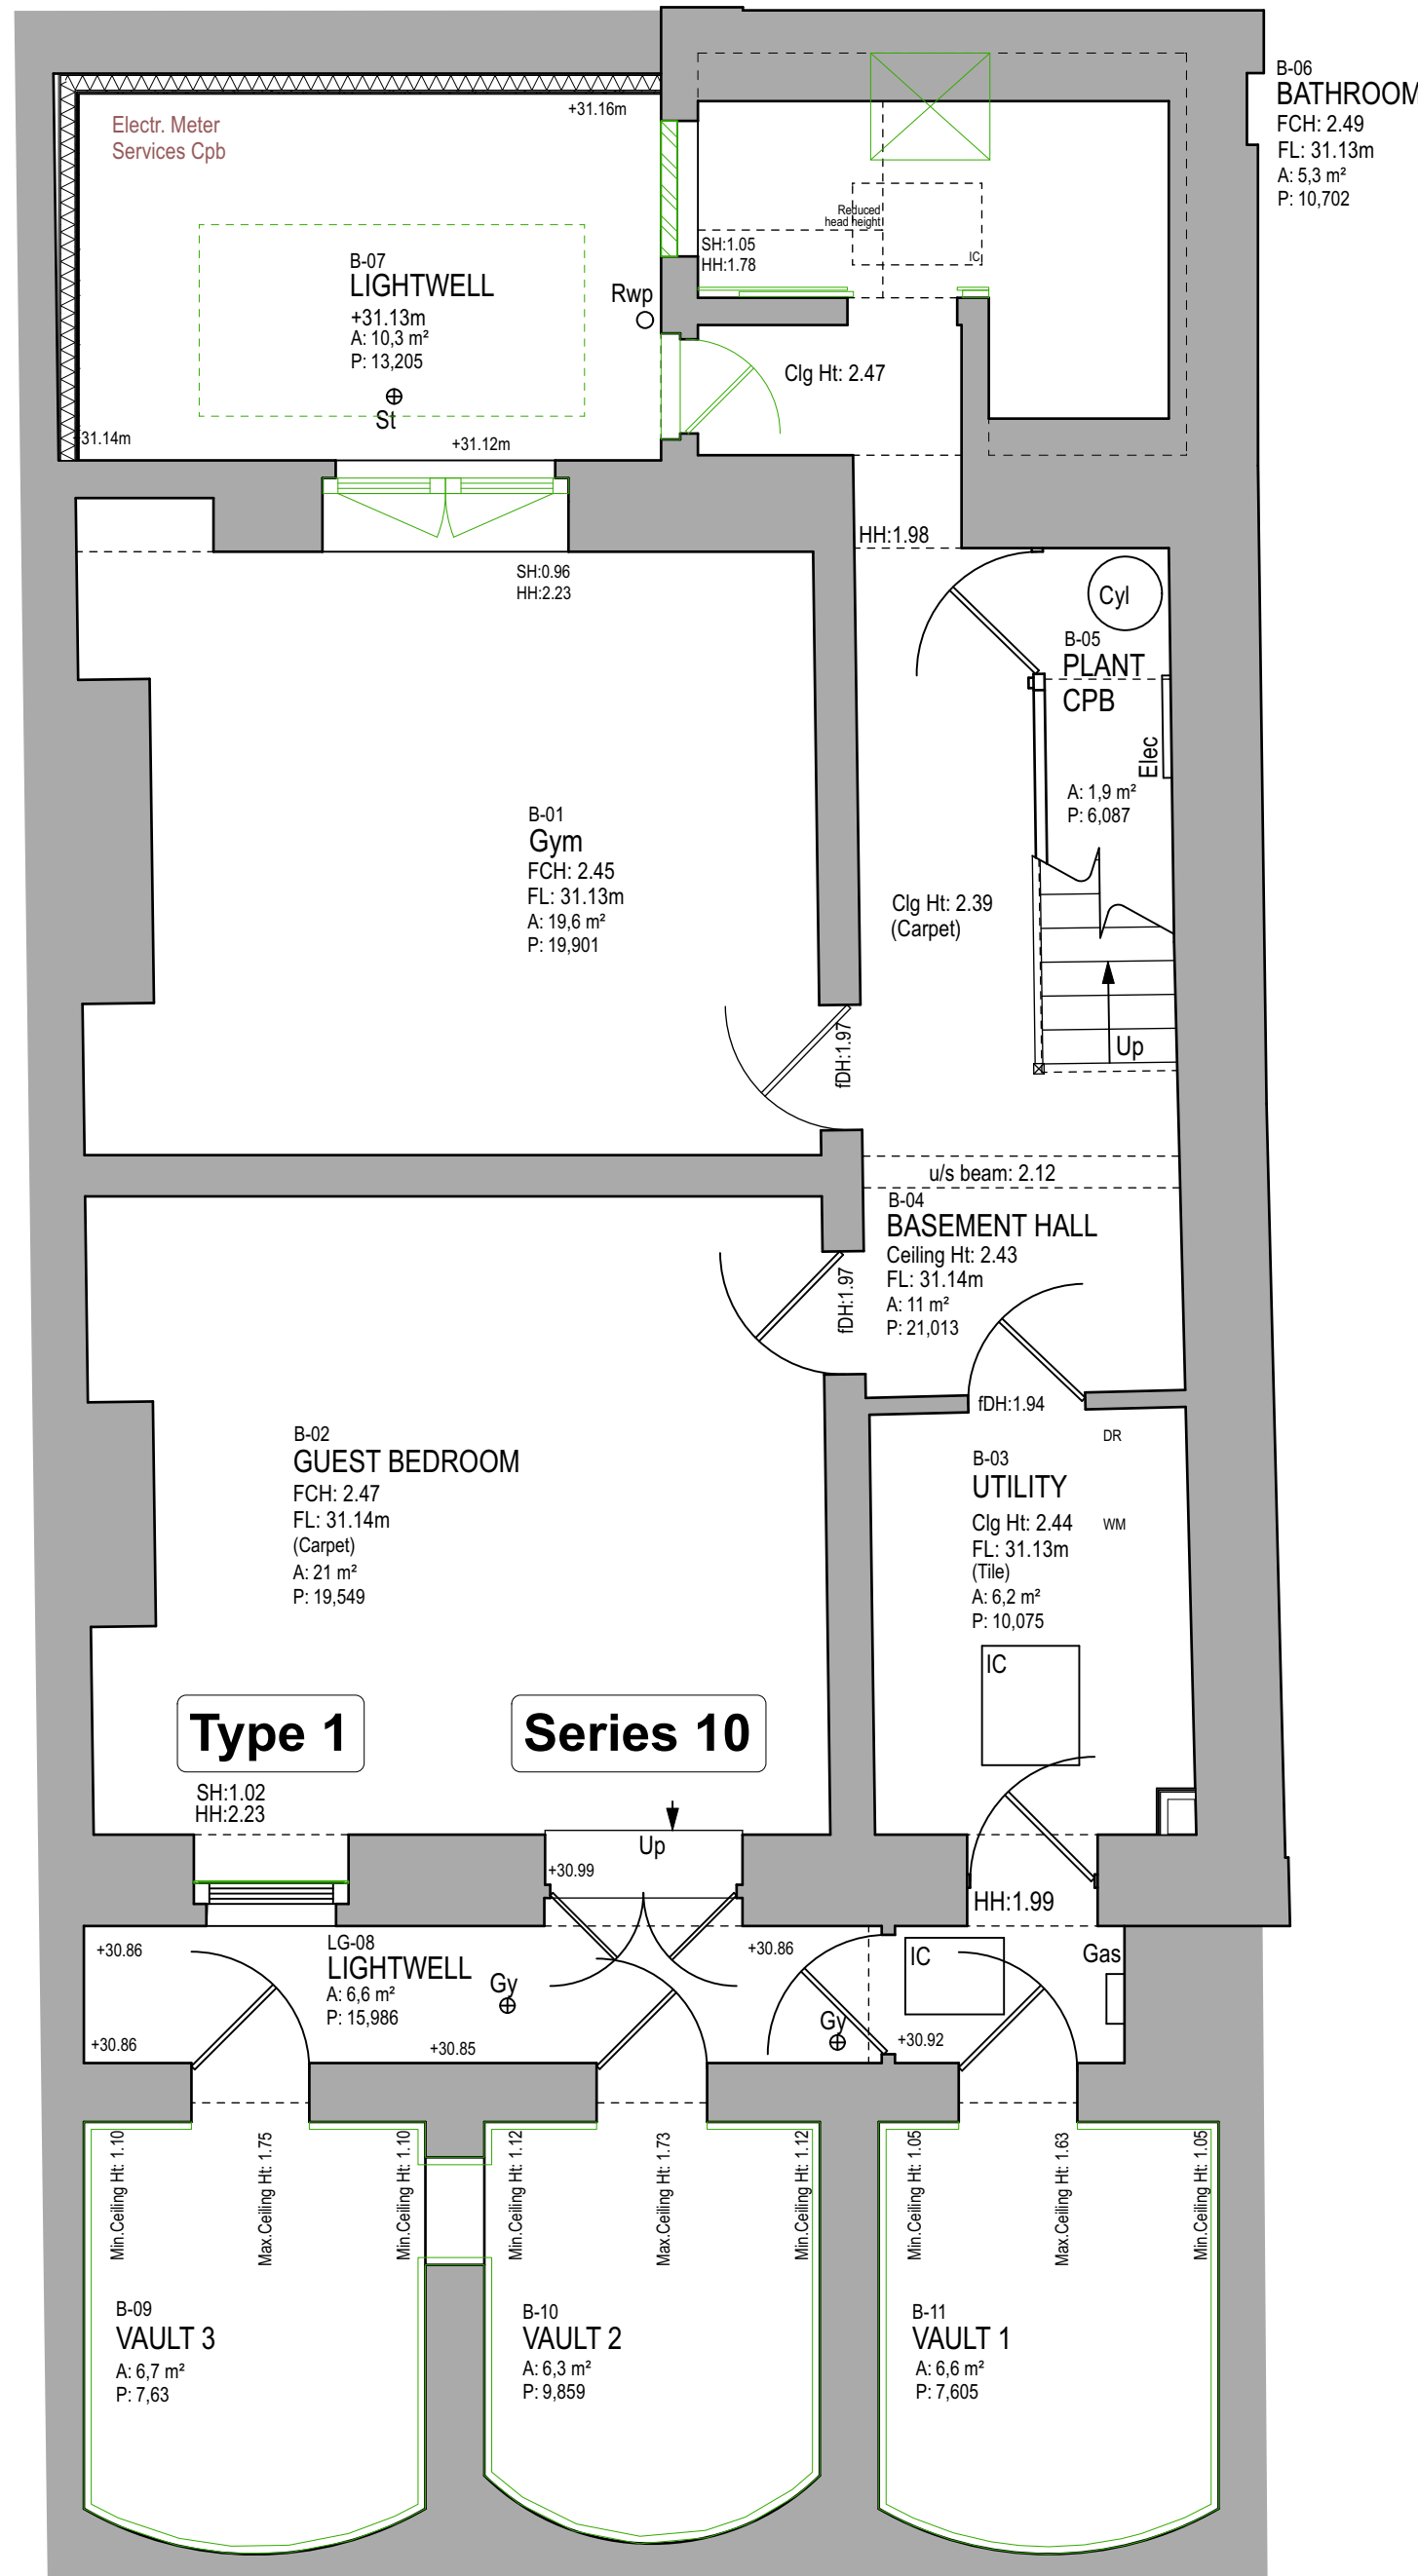 B-06
BATHROOM
FCH: 2.49
FL: 31.13m
A: 5,3 m²
P: 10,702
Electr. Meter
Services Cpb
+31.16m
B-07
LIGHTWELL
+31.13m
A: 10,3 m²
P: 13,205
St
Rwp
31.14m
+31.12m
Reduced
head height
IC
SH:1.05
HH:1.78
Clg Ht: 2.47
HH:1.98
SH:0.96
HH:2.23
Cyl
B-05
PLANT
CPB
Elec
A: 1,9 m²
P: 6,087
B-01
Gym
FCH: 2.45
FL: 31.13m
A: 19,6 m²
P: 19,901
Clg Ht: 2.39
(Carpet)
Up
fDH:1.97
u/s beam: 2.12
B-04
BASEMENT HALL
Ceiling Ht: 2.43
FL: 31.14m
A: 11 m²
P: 21,013
fDH:1.97
fDH:1.94
B-02
GUEST BEDROOM
FCH: 2.47
FL: 31.14m
(Carpet)
A: 21 m²
P: 19,549
DR
B-03
UTILITY
Clg Ht: 2.44
WM
FL: 31.13m
(Tile)
A: 6,2 m²
P: 10,075
IC
Type 1
Series 10
SH:1.02
HH:2.23
Up
+30.99
HH:1.99
+30.86
LG-08
LIGHTWELL
A: 6,6 m²
P: 15,986
Gy
+30.86
IC
Gas
+30.86
+30.85
Gy
+30.92
Min.Ceiling Ht: 1.10
Max.Ceiling Ht: 1.75
Min.Ceiling Ht: 1.10
Min.Ceiling Ht: 1.12
Max.Ceiling Ht: 1.73
Min.Ceiling Ht: 1.12
Min.Ceiling Ht: 1.05
Max.Ceiling Ht: 1.63
Min.Ceiling Ht: 1.05
B-09
VAULT 3
A: 6,7 m²
P: 7,63
B-10
VAULT 2
A: 6,3 m²
P: 9,859
B-11
VAULT 1
A: 6,6 m²
P: 7,605